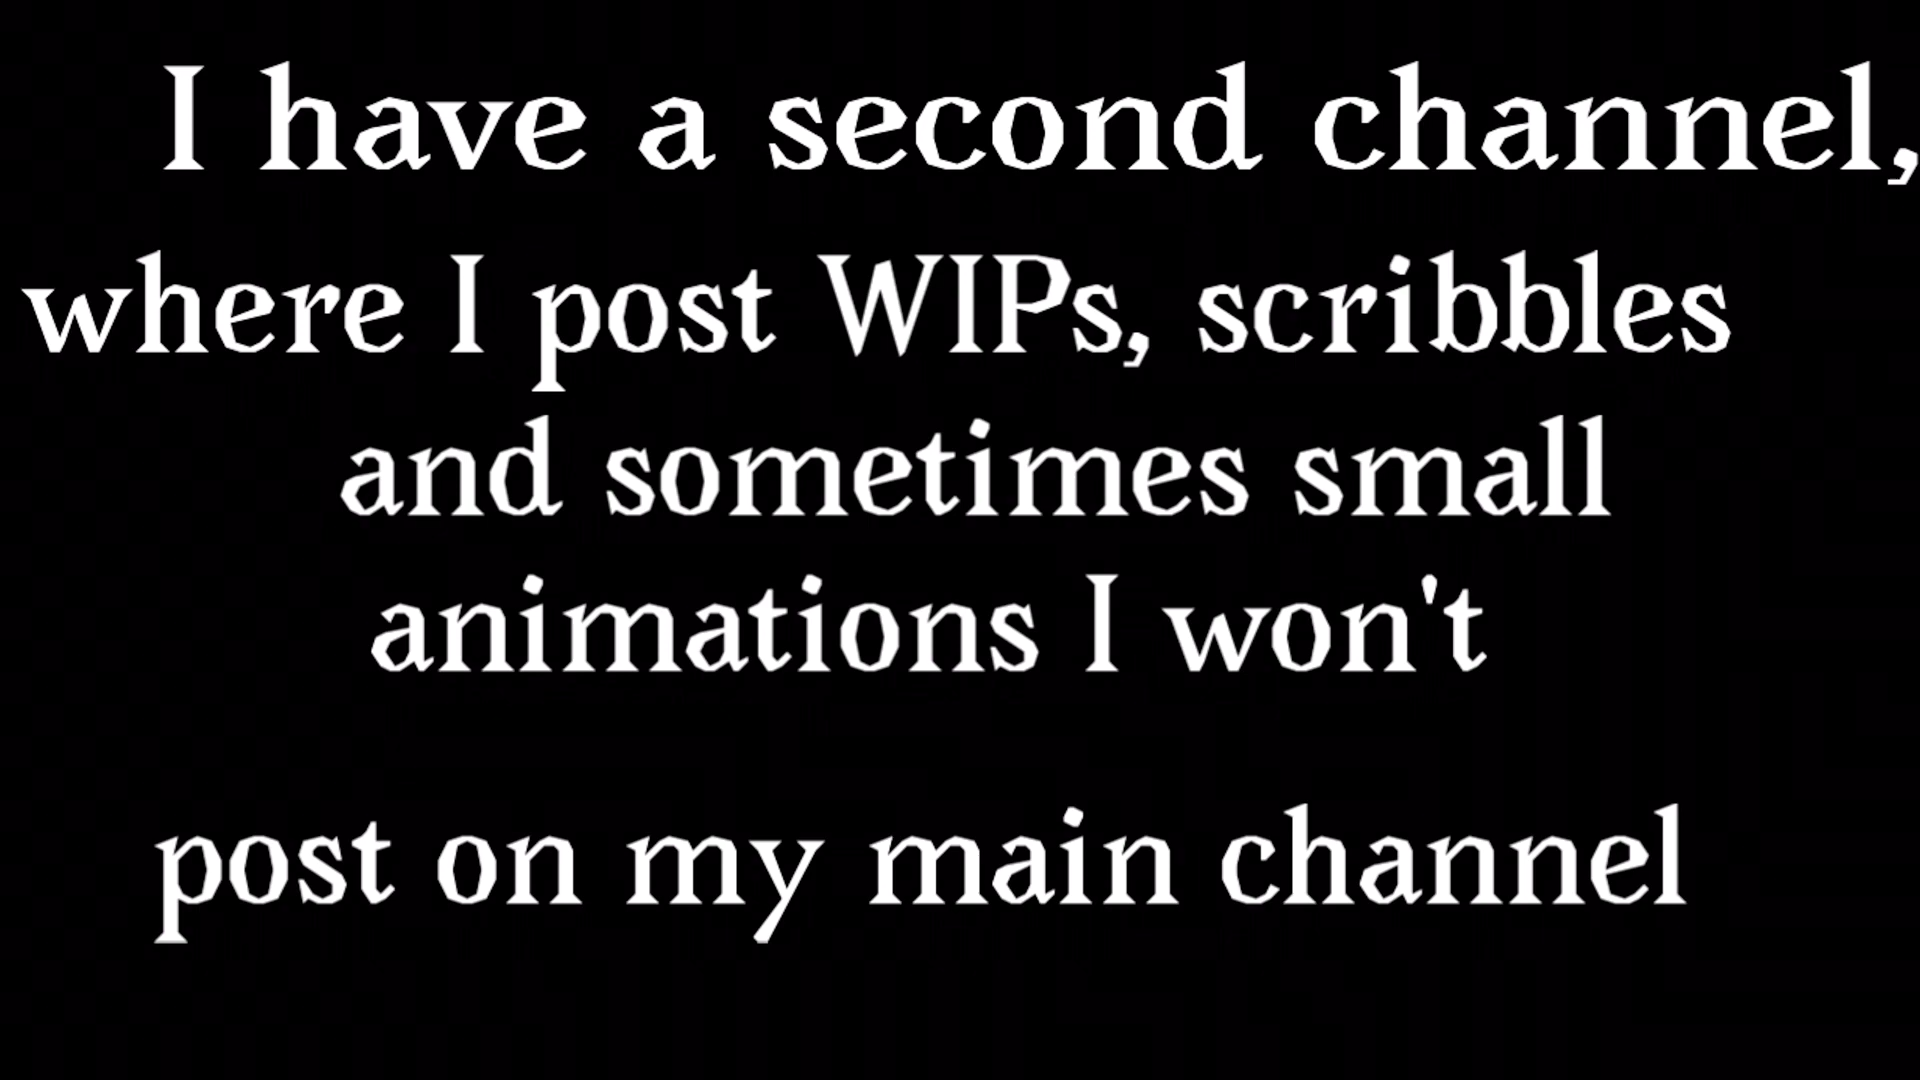 I have a second channel,
where I post WIPs, scribbles
and sometimes small
animations I won't
post on my main channel